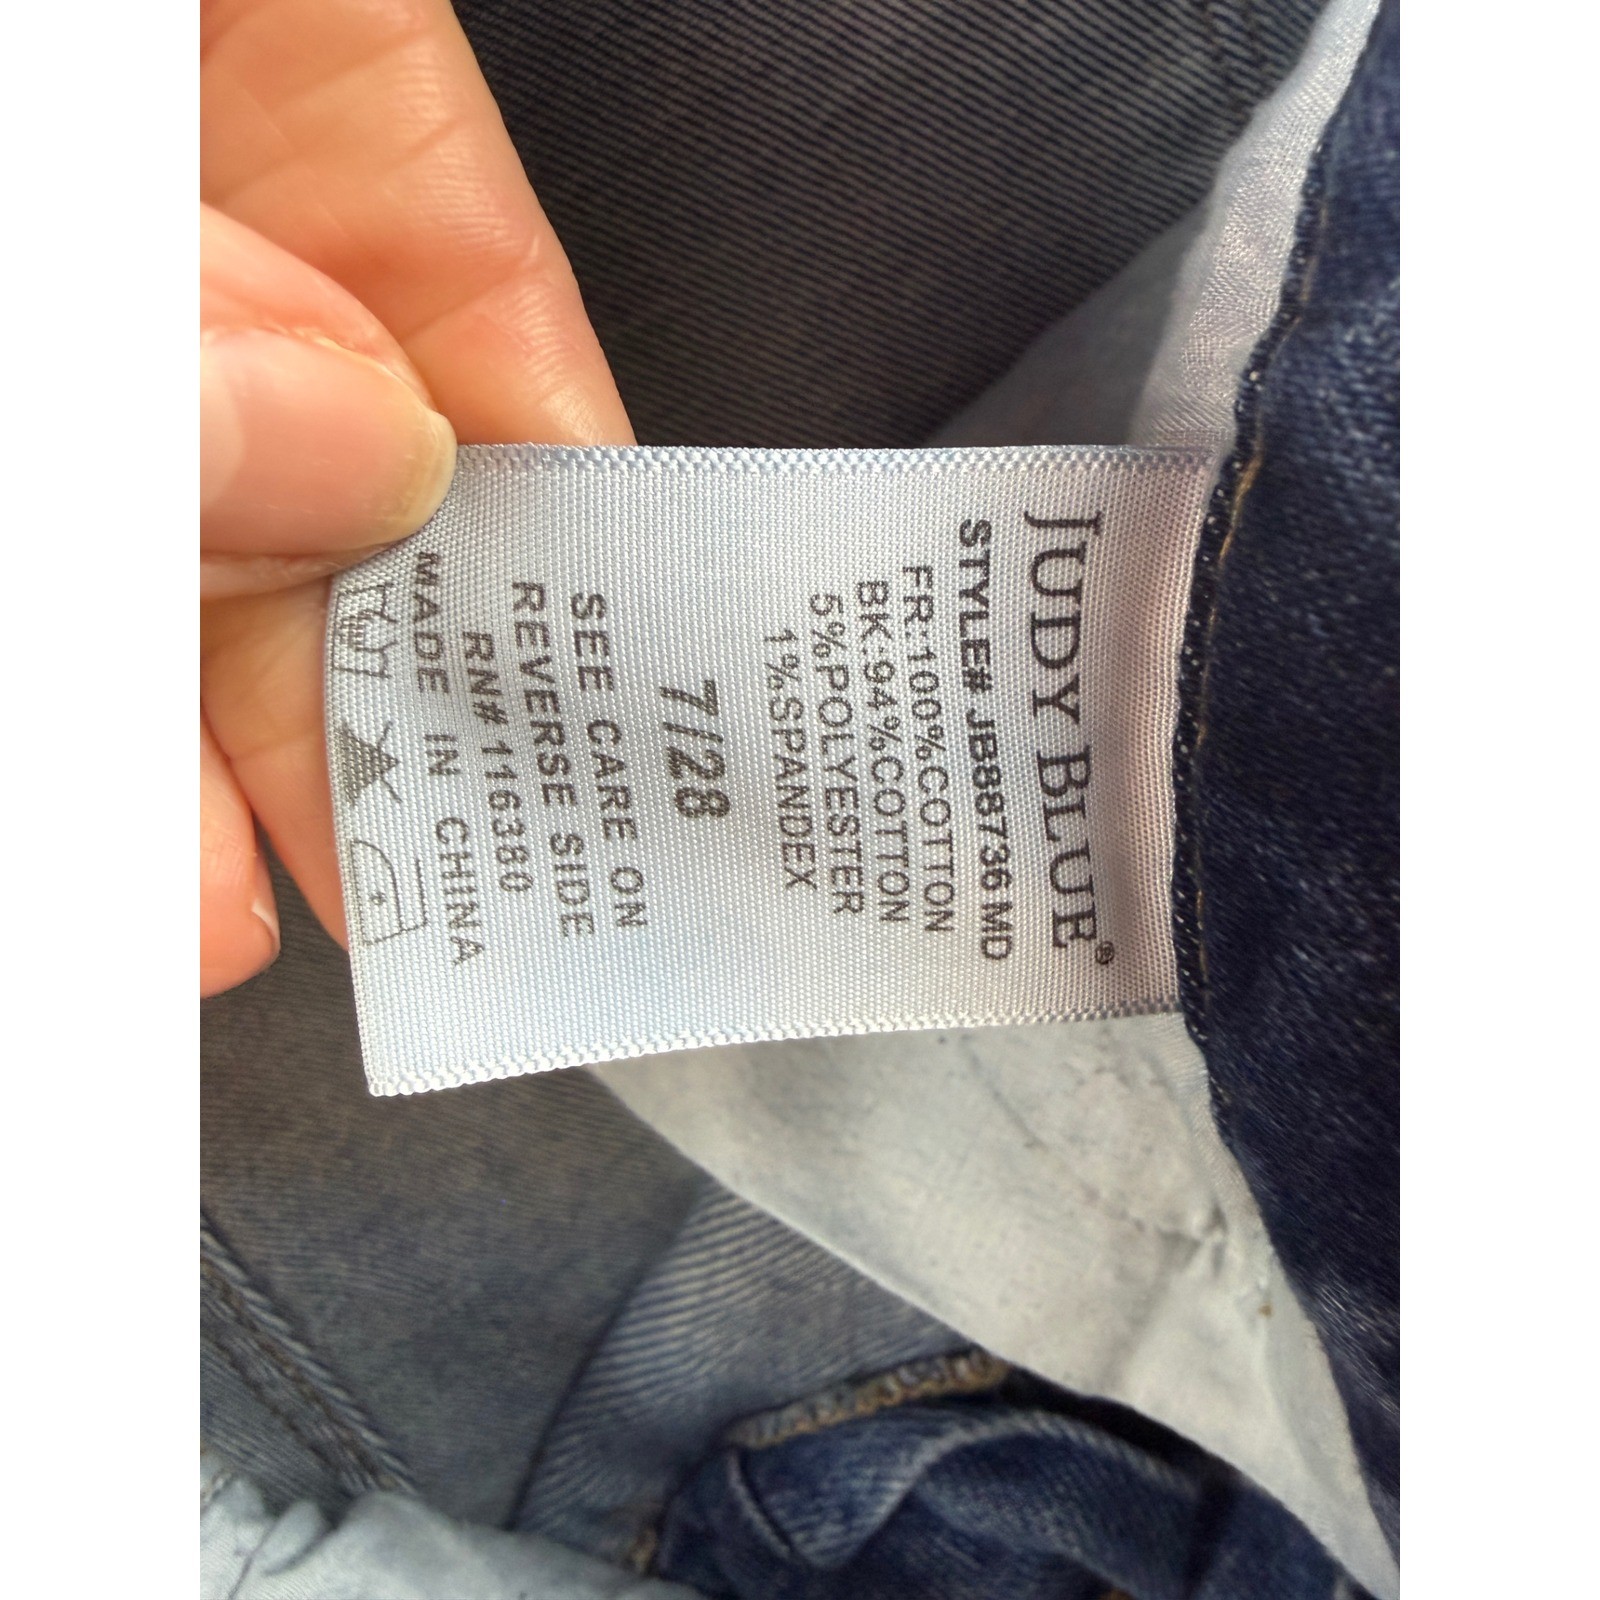 JUDY BLUE®
STYLE# JB88736 MD
FR:100%COTTON
BK:94%COTTON
5%POLYESTER
1%SPANDEX
7/28
SEE CARE ON
REVERSE SIDE
RN# 116380
MADE IN CHINA